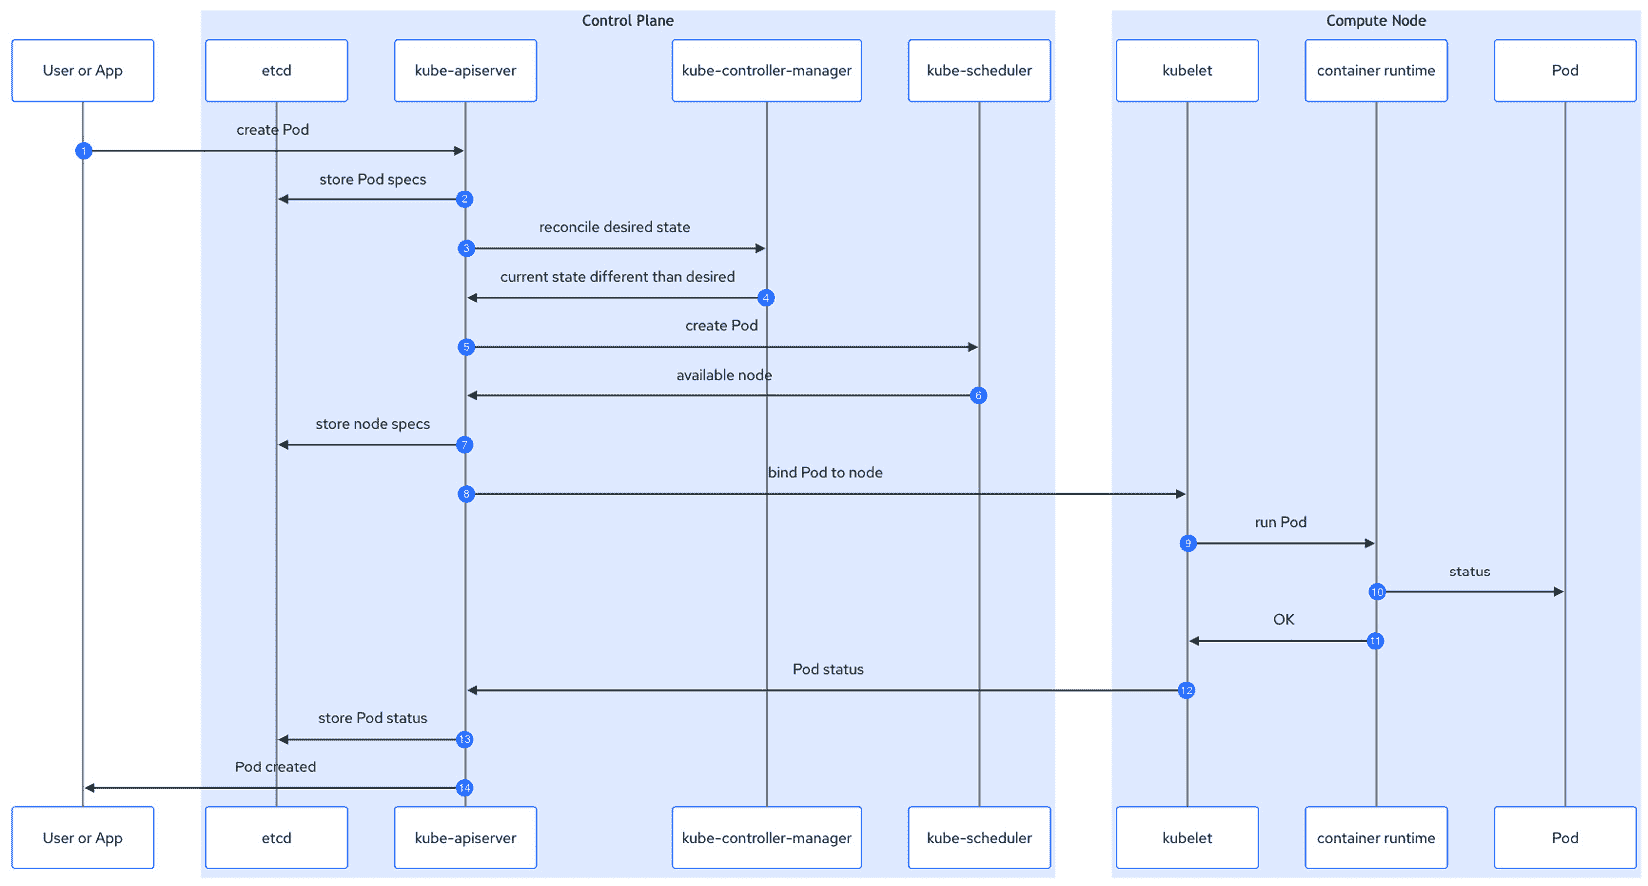 Control Plane
Compute Node
User or App
etcd
kube-apiserver
kube-controller-manager
kube-scheduler
kubelet
container runtime
Pod
create Pod
1
store Pod specs
2
reconcile desired state
3
current state different than desired
4
create Pod
5
available node
6
store node specs
7
bind Pod to node
8
run Pod
9
status
10
OK
11
Pod status
12
store Pod status
13
Pod created
14
User or App
etcd
kube-apiserver
kube-controller-manager
kube-scheduler
kubelet
container runtime
Pod